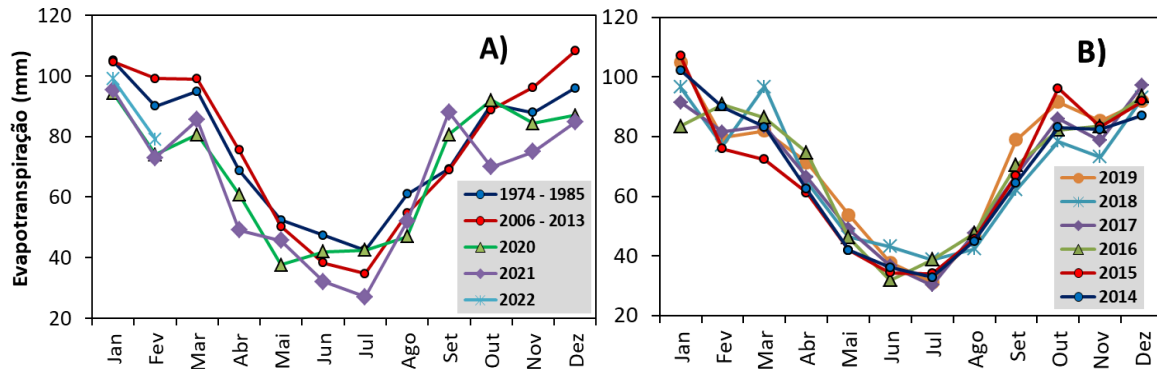 Evapotranspiração (mm)
120
100
80
60
40
20
A)
1974 - 1985
2006 - 2013
2020
2021
2022
Jan
Fev
Mar
Abr
Mai
Jun
Jul
Ago
Set
Out
Nov
Dez
120
100
80
60
40
20
B)
2019
2018
2017
2016
2015
2014
Jan
Fev
Mar
Abr
Mai
Jun
Jul
Ago
Set
Out
Nov
Dez